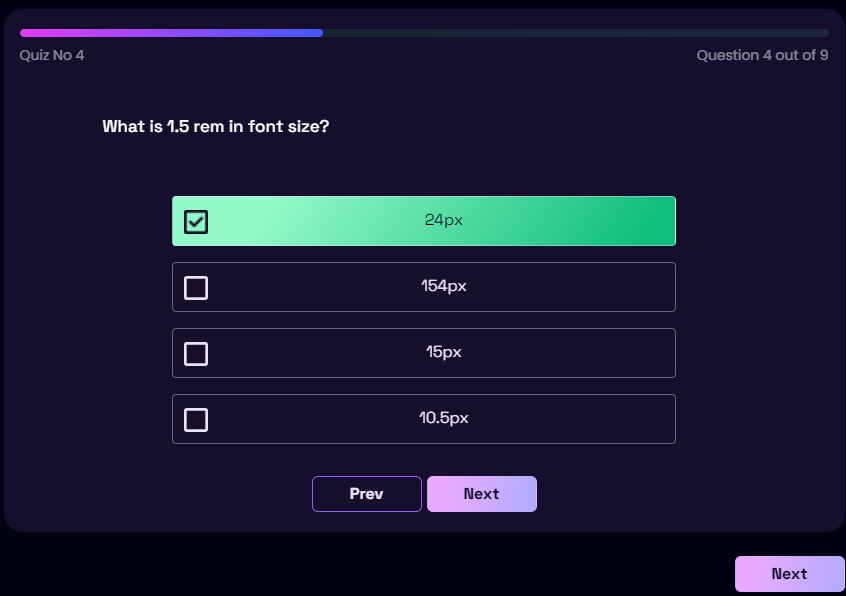 Quiz No 4
Question 4 out of 9
What is 1.5 rem in font size?
24px
154px
15px
10.5px
Prev
Next
Next